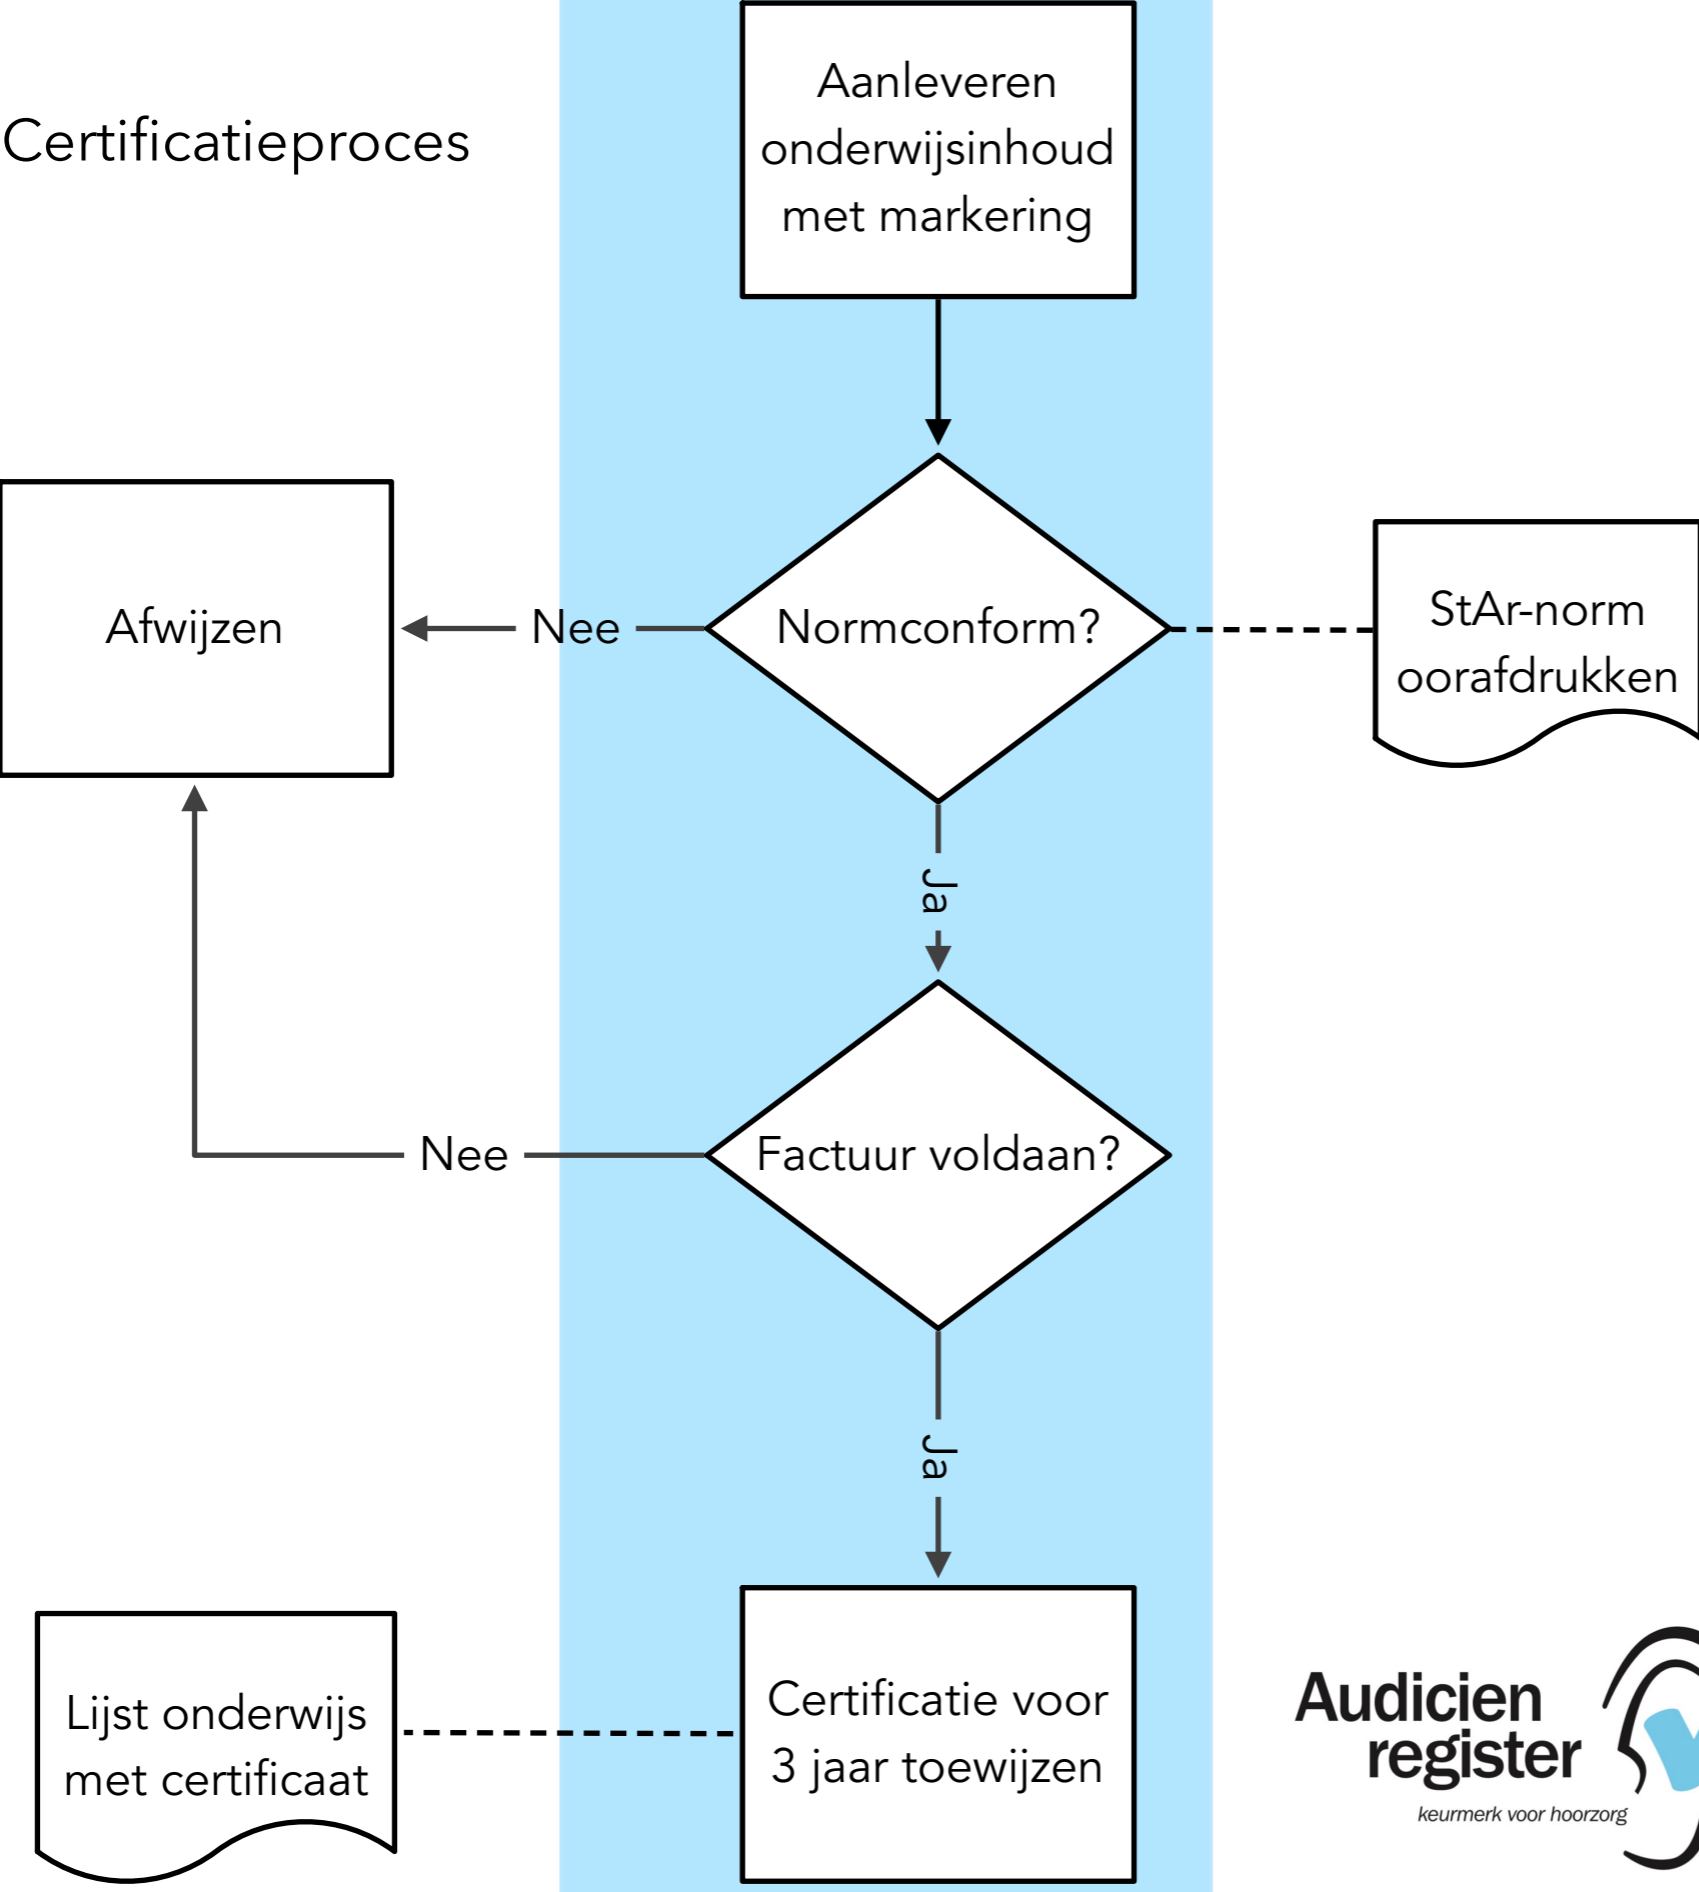 Certificatieproces
Aanleveren
onderwijsinhoud
met markering
Afwijzen
Nee
Normconform?
StAr-norm
oorafdrukken
Ja
Nee
Factuur voldaan?
Ja
Lijst onderwijs
met certificaat
Certificatie voor
3 jaar toewijzen
Audicien
register
keurmerk voor hoorzorg